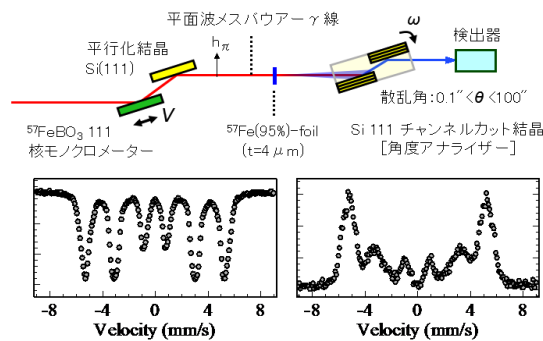 平面波メスバウアーγ線
ω
検出器
平行化結晶
Si(111)
hπ
V
散乱角:0.1"<θ<100"
⁵⁷FeBO₃ 111
核モノクロメーター
⁵⁷Fe(95%)-foil
(t=4μm)
Si 111 チャンネルカット結晶
[角度アナライザー]
-8 -4 0 4 8
Velocity (mm/s)
-8 -4 0 4 8
Velocity (mm/s)